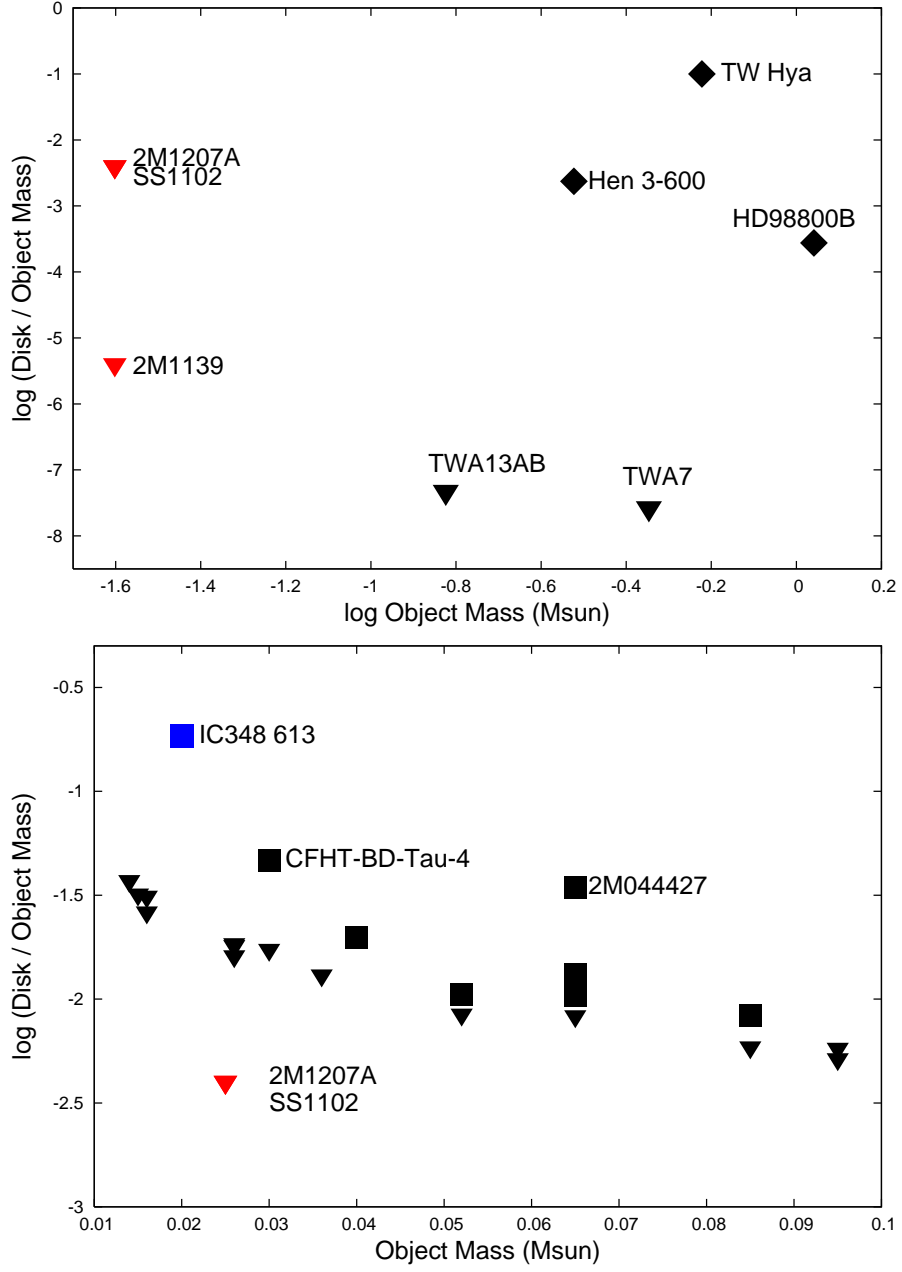 0
-1
-2
-3
-4
-5
-6
-7
-8
log (Disk / Object Mass)
TW Hya
2M1207A
SS1102
Hen 3-600
HD98800B
2M1139
TWA13AB
TWA7
-1.6 -1.4 -1.2 -1 -0.8 -0.6 -0.4 -0.2 0 0.2
log Object Mass (Msun)
-0.5
-1
-1.5
-2
-2.5
-3
log (Disk / Object Mass)
IC348 613
CFHT-BD-Tau-4
2M044427
2M1207A
SS1102
0.01 0.02 0.03 0.04 0.05 0.06 0.07 0.08 0.09 0.1
Object Mass (Msun)